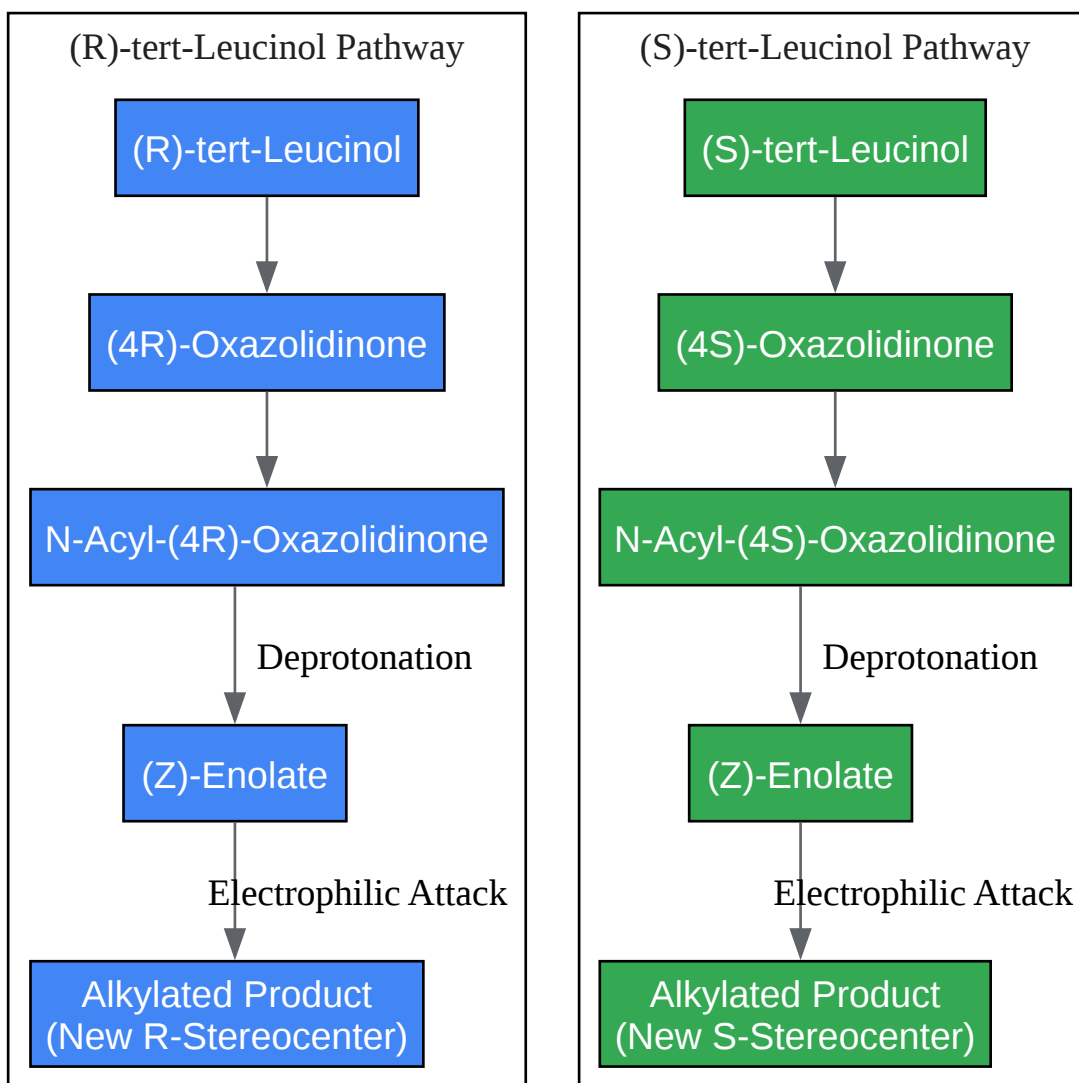 (R)-tert-Leucinol Pathway
(R)-tert-Leucinol
(4R)-Oxazolidinone
N-Acyl-(4R)-Oxazolidinone
Deprotonation
(Z)-Enolate
Electrophilic Attack
Alkylated Product
(New R-Stereocenter)
(S)-tert-Leucinol Pathway
(S)-tert-Leucinol
(4S)-Oxazolidinone
N-Acyl-(4S)-Oxazolidinone
Deprotonation
(Z)-Enolate
Electrophilic Attack
Alkylated Product
(New S-Stereocenter)